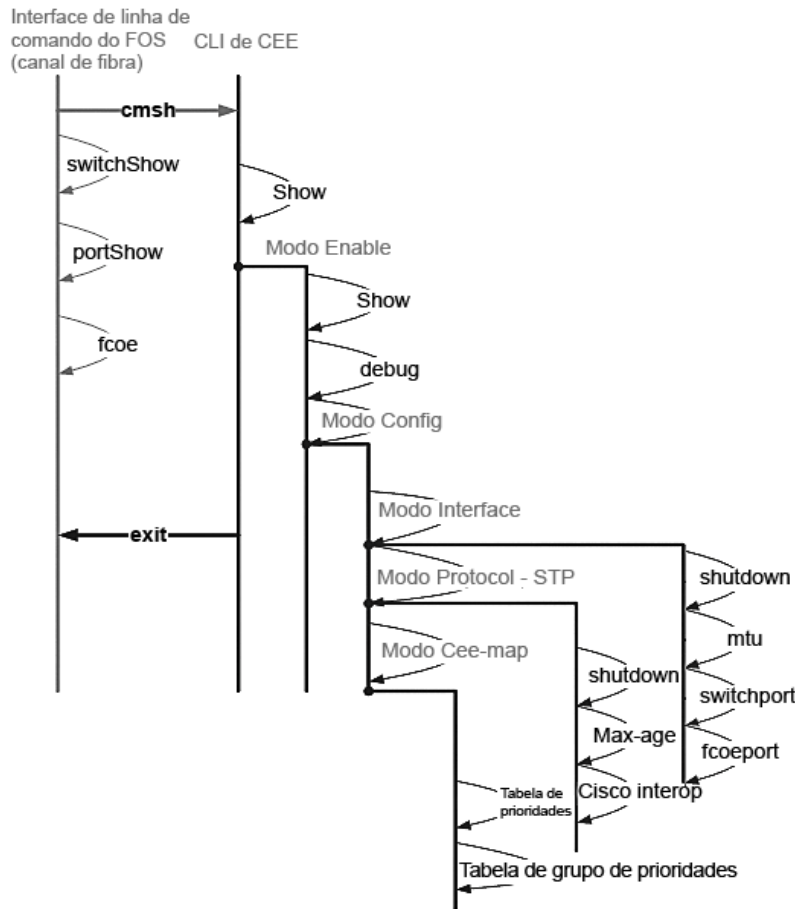 Interface de linha de
comando do FOS
(canal de fibra)
CLI de CEE
cmsh
switchShow
Show
portShow
Modo Enable
Show
fcoe
debug
Modo Config
Modo Interface
exit
Modo Protocol - STP
shutdown
mtu
Modo Cee-map
shutdown
switchport
Max-age
fcoeport
Tabela de
prioridades
Cisco interop
Tabela de grupo de prioridades